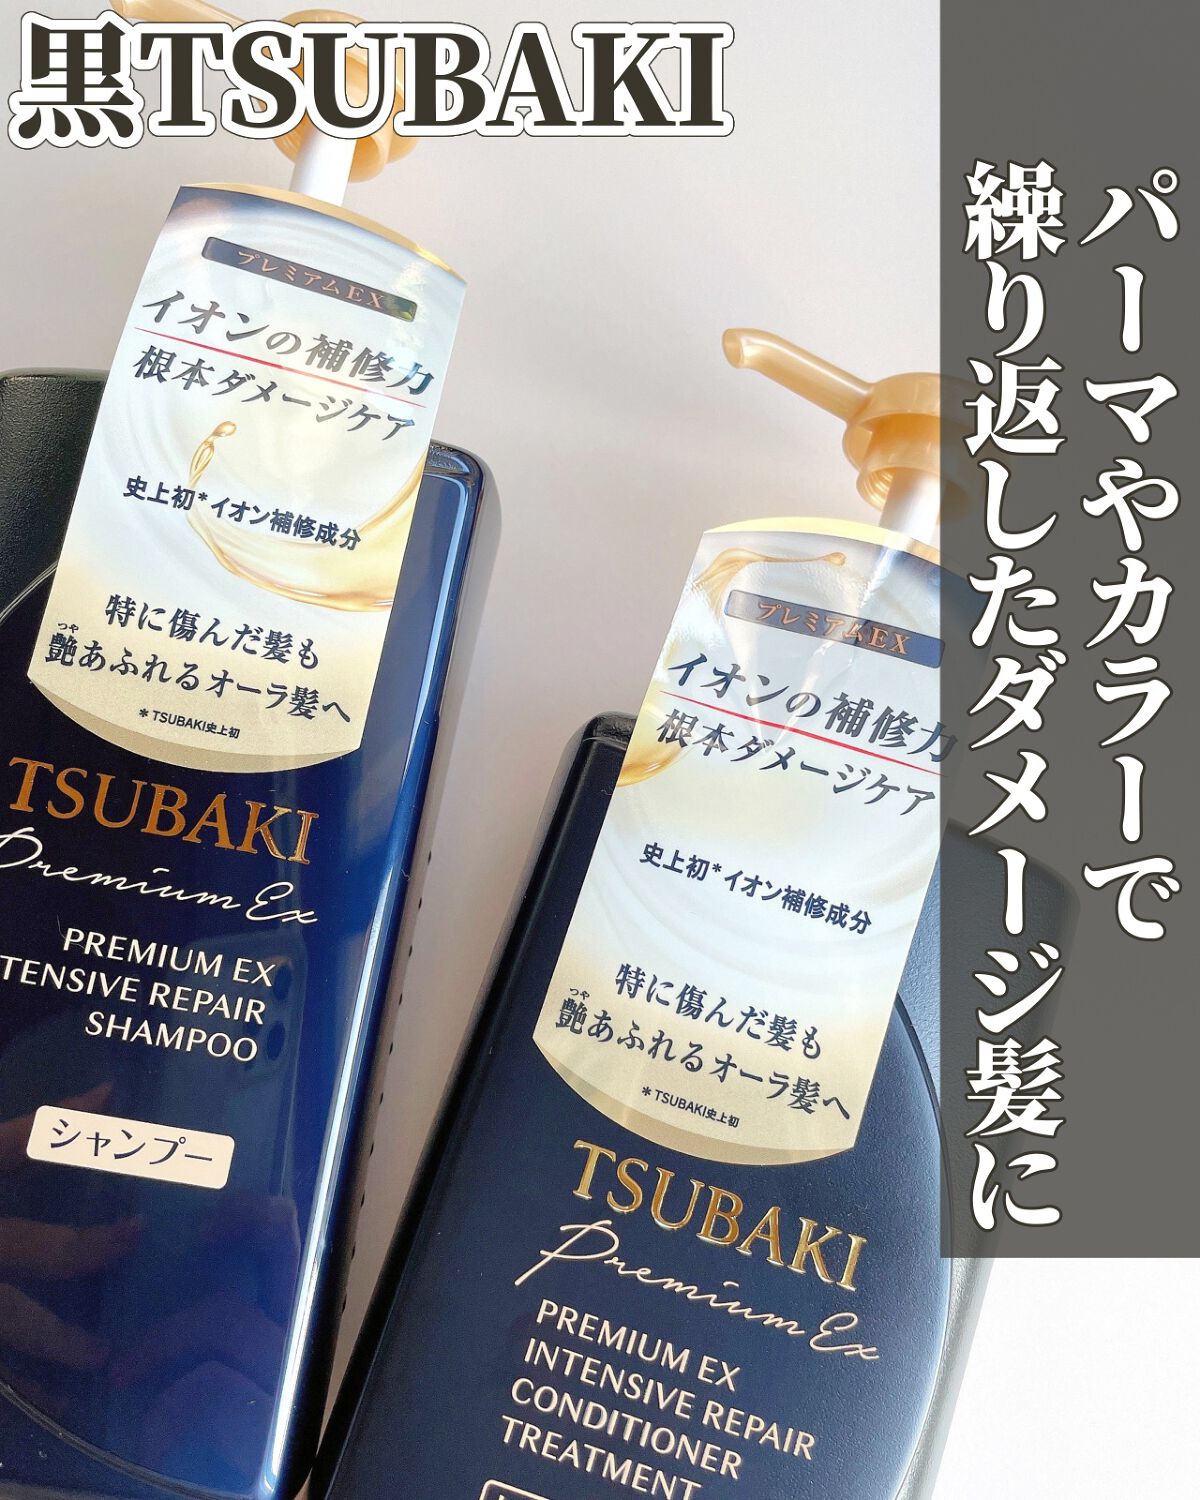 黒TSUBAKI
パーマやカラーで
繰り返したダメージ髪に
プレミアムEX
イオンの補修力
根本ダメージケア
史上初*イオン補修成分
特に傷んだ髪も
つや
艶あふれるオーラ髪へ
*TSUBAKI史上初
TSUBAKI
Premium Ex
PREMIUM EX
TENSIVE REPAIR
SHAMPOO
シャンプー
プレミアムEX
イオンの補修力
根本ダメージケア
史上初*イオン補修成分
特に傷んだ髪も
つや
艶あふれるオーラ髪へ
*TSUBAKI史上初
TSUBAKI
Premium Ex
PREMIUM EX
INTENSIVE REPAIR
CONDITIONER
TREATMENT